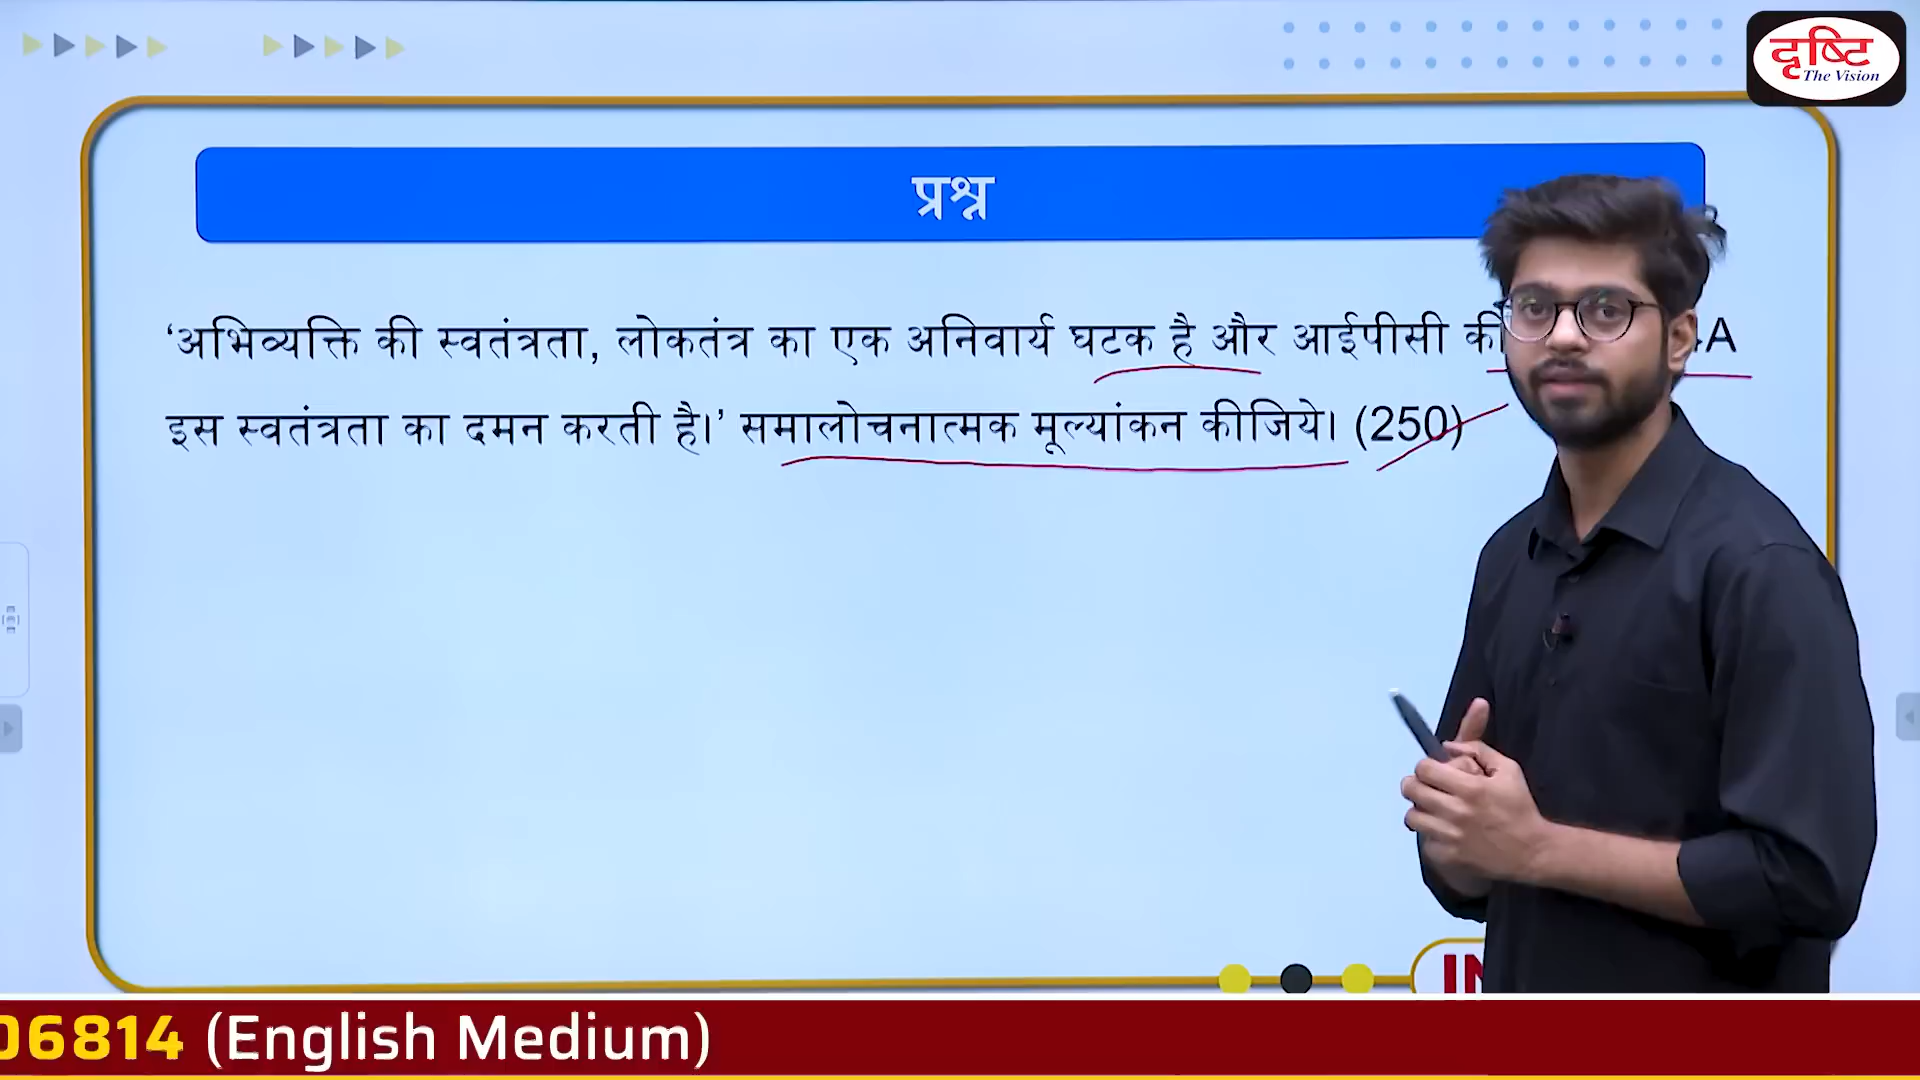 दृष्टि
The Vision
प्रश्न
‘अभिव्यक्ति की स्वतंत्रता, लोकतंत्र का एक अनिवार्य घटक है और आईपीसी की
इस स्वतंत्रता का दमन करती है।’ समालोचनात्मक मूल्यांकन कीजिये। (250)
06814 (English Medium)